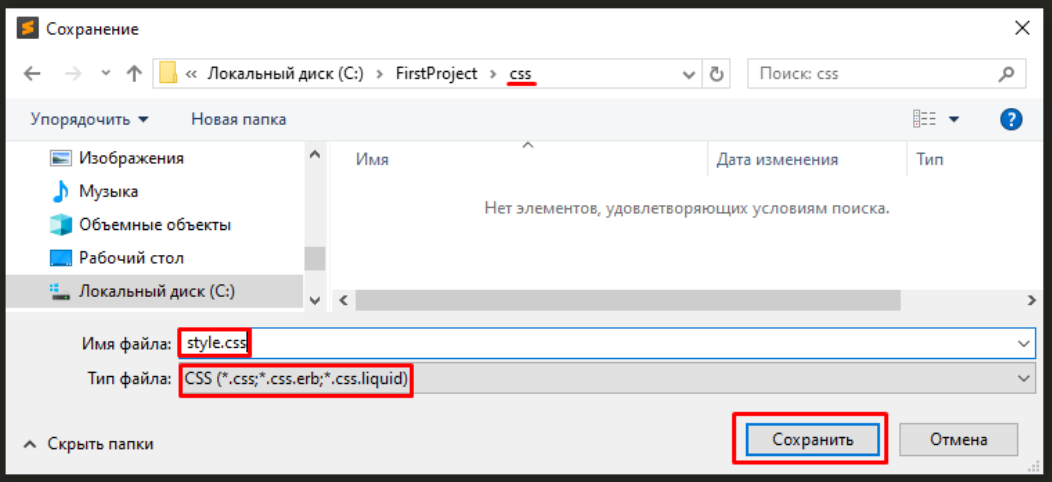 Сохранение
« Локальный диск (C:) › FirstProject › css
Поиск: css
Упорядочить
Новая папка
Изображения
Музыка
Объемные объекты
Рабочий стол
Локальный диск (C:)
Имя
Дата изменения
Тип
Нет элементов, удовлетворяющих условиям поиска.
Имя файла: style.css
Тип файла: CSS (*.css;*.css.erb;*.css.liquid)
Скрыть папки
Сохранить
Отмена